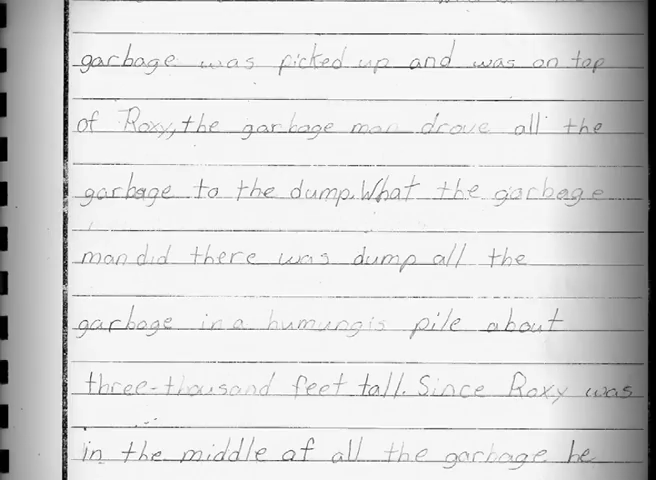 garbage was picked up and was on top
of Roxy, the garbage man drove all the
garbage to the dump. What the garbage
man did there was dump all the
garbage in a humungis pile about
three-thousand feet tall. Since Roxy was
in the middle of all the garbage he